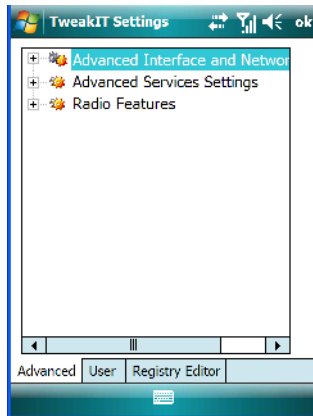 TweakIT Settings ok
Advanced Interface and Networ
Advanced Services Settings
Radio Features
Advanced User Registry Editor